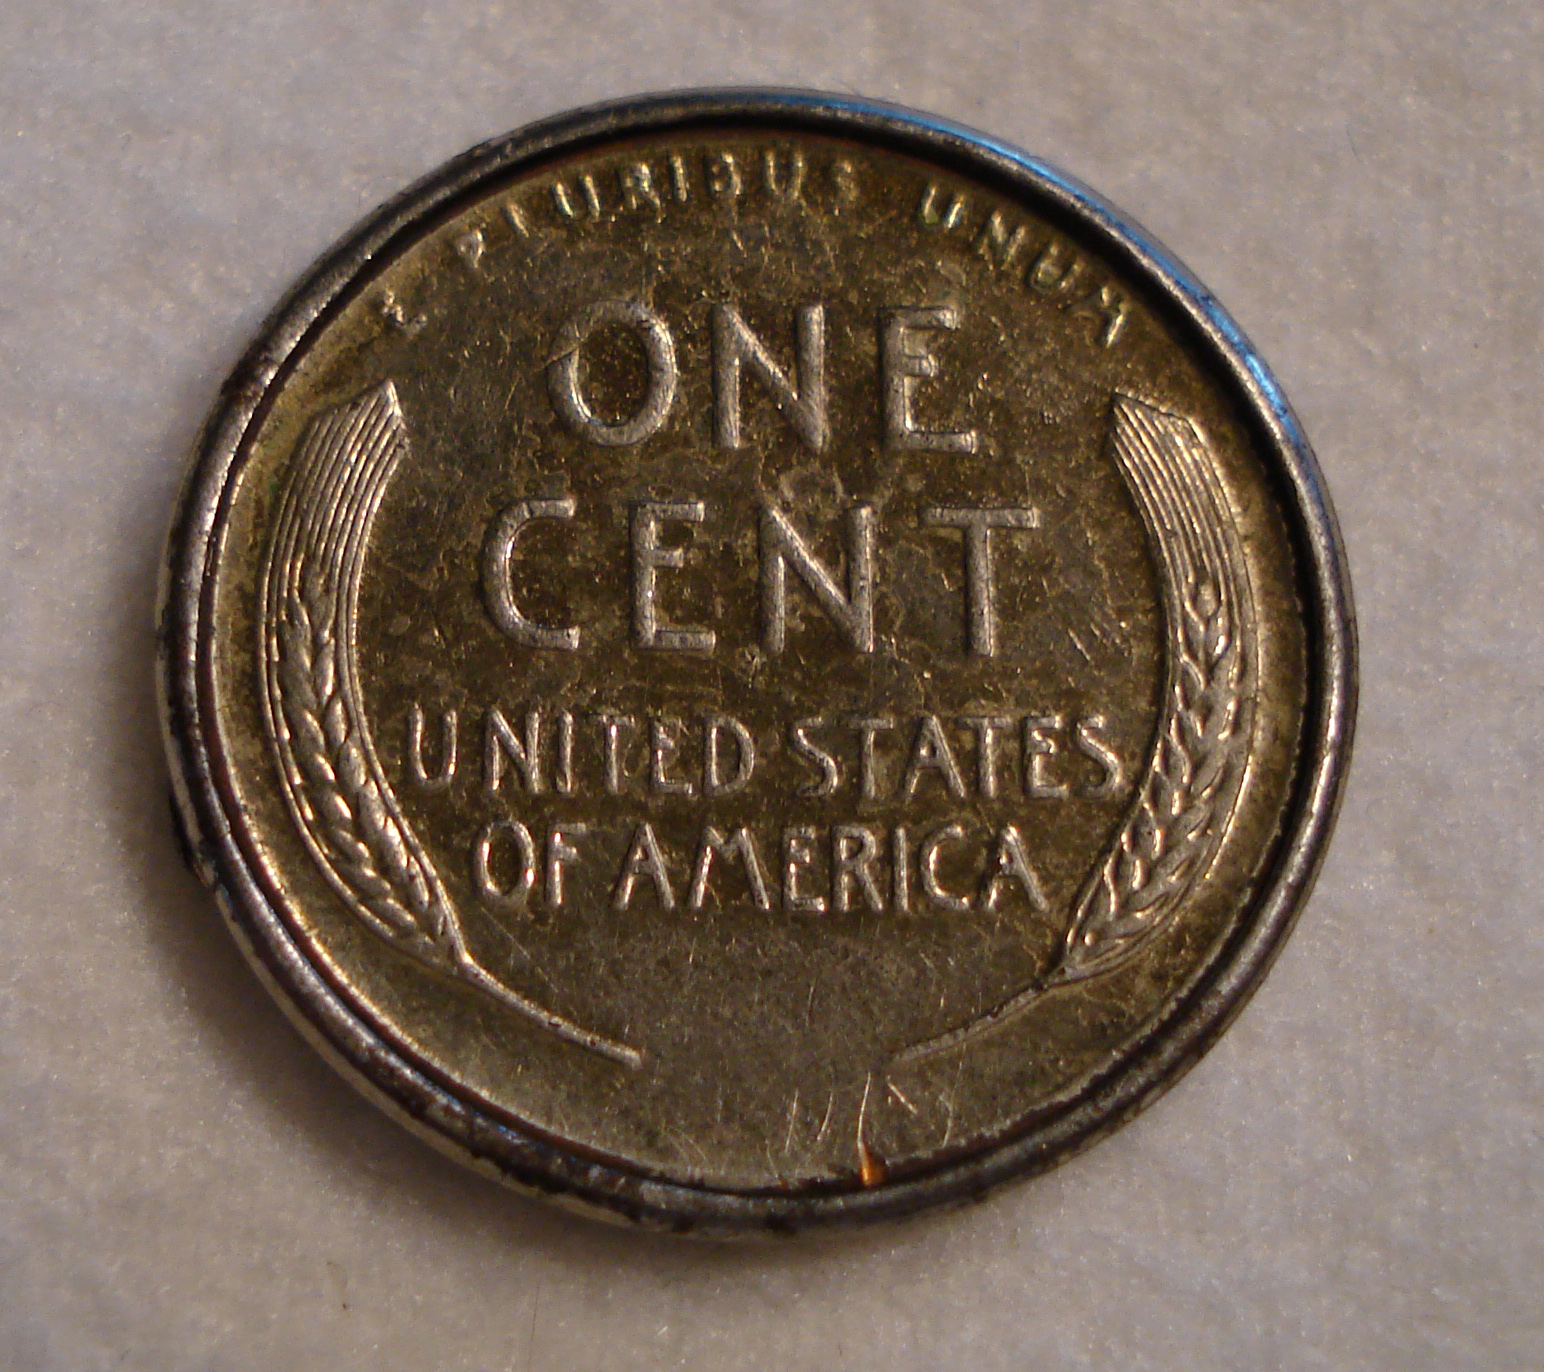 E PLURIBUS UNUM
ONE
CENT
UNITED STATES
OF AMERICA